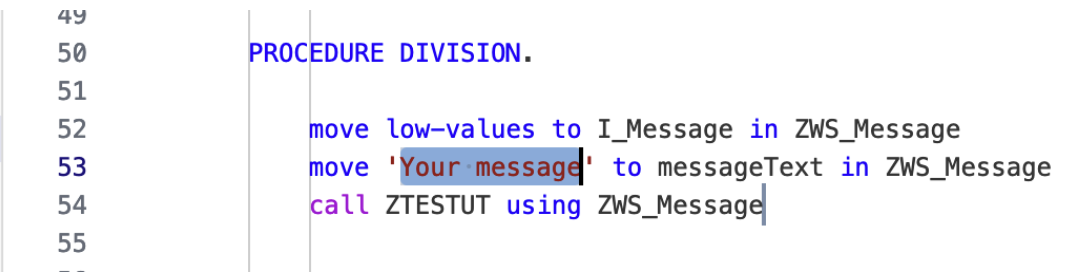 49
50 PROCEDURE DIVISION.
51
52 move low-values to I_Message in ZWS_Message
53 move 'Your message' to messageText in ZWS_Message
54 call ZTESTUT using ZWS_Message
55